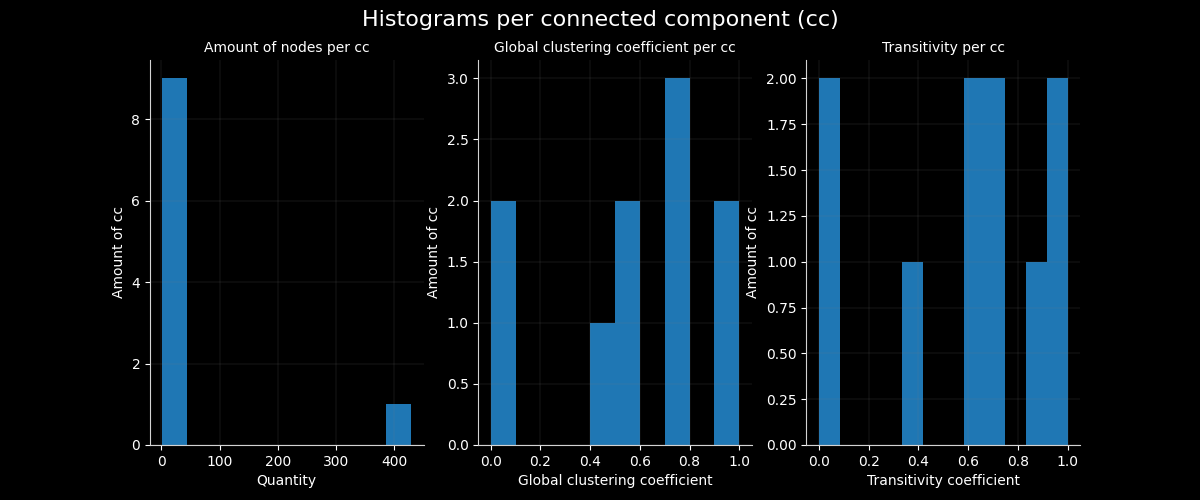 Histograms per connected component (cc)
Amount of nodes per cc
Amount of cc
8
6
4
2
0
0 100 200 300 400
Quantity
Global clustering coefficient per cc
Amount of cc
3.0
2.5
2.0
1.5
1.0
0.5
0.0
0.0 0.2 0.4 0.6 0.8 1.0
Global clustering coefficient
Transitivity per cc
Amount of cc
2.00
1.75
1.50
1.25
1.00
0.75
0.50
0.25
0.00
0.0 0.2 0.4 0.6 0.8 1.0
Transitivity coefficient